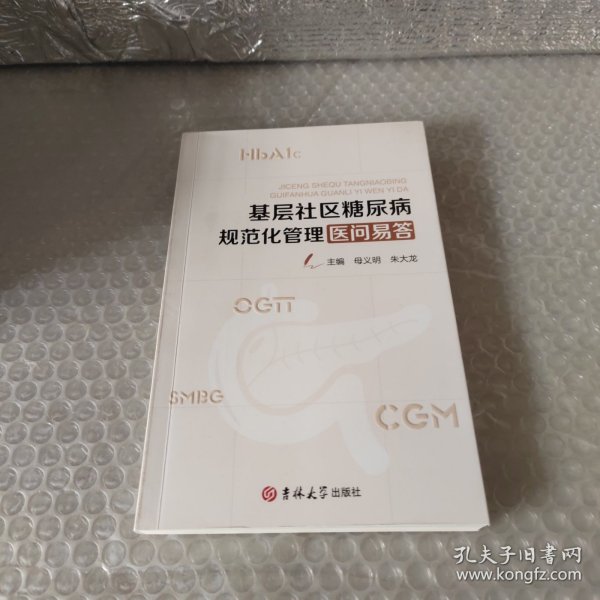 HbA1c
JICENG SHEQU TANGNIAOBING
GUIFANHUA GUANLI YI WEN YI DA
基层社区糖尿病
规范化管理 医问易答
主编 母义明 朱大龙
OGTT
SMBG
CGM
吉林大学出版社
孔夫子旧书网
www.kongfz.com